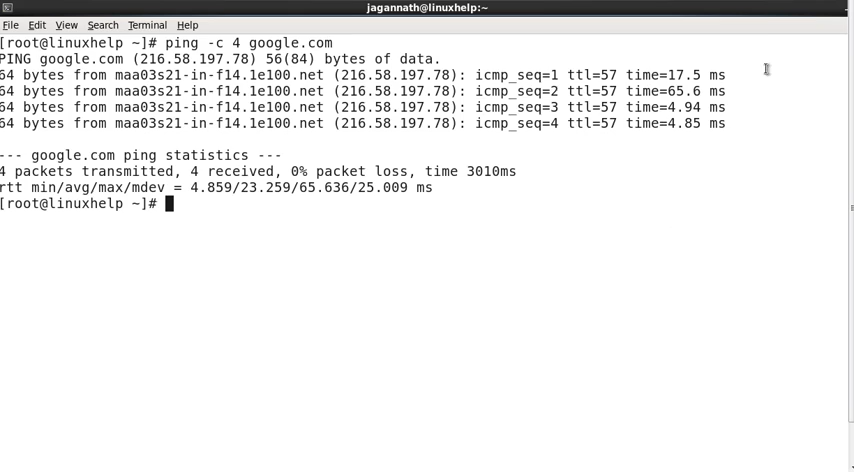 jagannath@linuxhelp:~
File Edit View Search Terminal Help
[root@linuxhelp ~]# ping -c 4 google.com
PING google.com (216.58.197.78) 56(84) bytes of data.
64 bytes from maa03s21-in-f14.1e100.net (216.58.197.78): icmp_seq=1 ttl=57 time=17.5 ms
64 bytes from maa03s21-in-f14.1e100.net (216.58.197.78): icmp_seq=2 ttl=57 time=65.6 ms
64 bytes from maa03s21-in-f14.1e100.net (216.58.197.78): icmp_seq=3 ttl=57 time=4.94 ms
64 bytes from maa03s21-in-f14.1e100.net (216.58.197.78): icmp_seq=4 ttl=57 time=4.85 ms
--- google.com ping statistics ---
4 packets transmitted, 4 received, 0% packet loss, time 3010ms
rtt min/avg/max/mdev = 4.859/23.259/65.636/25.009 ms
[root@linuxhelp ~]#